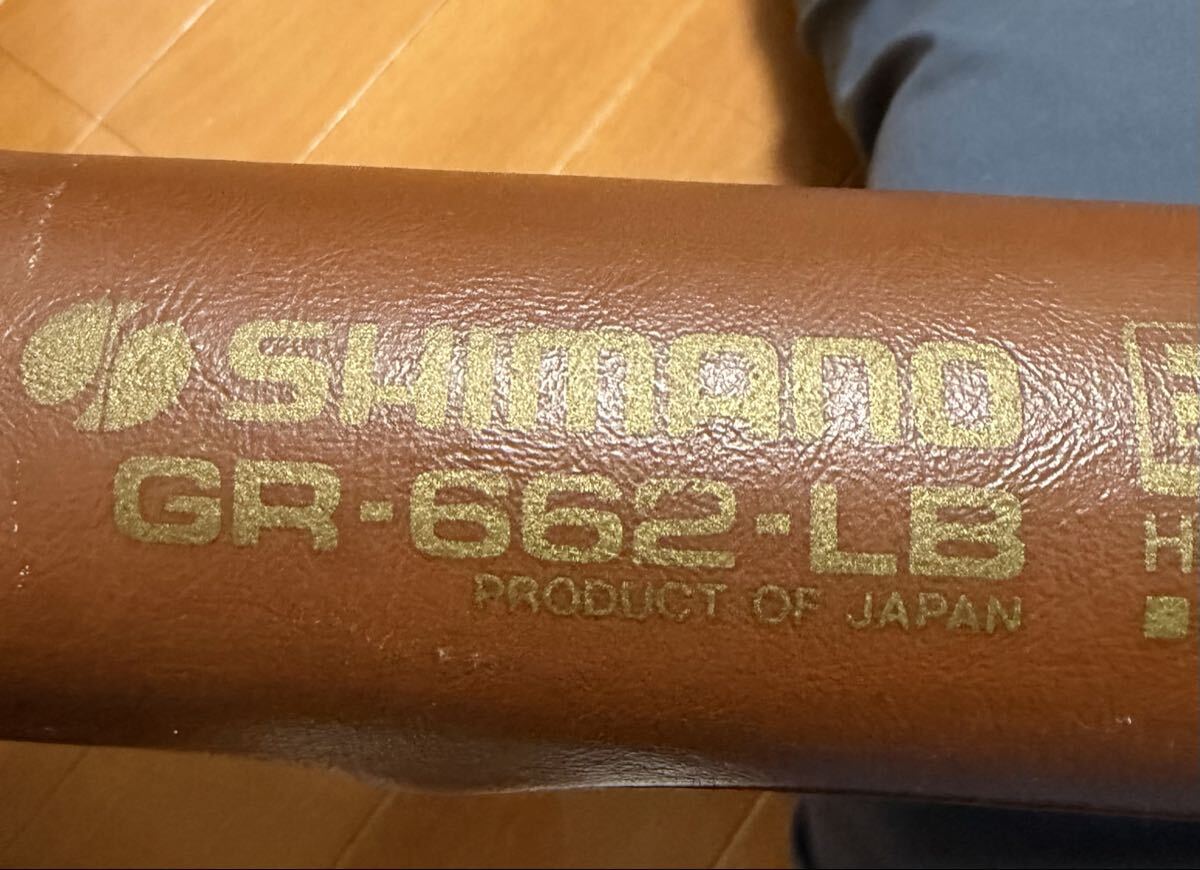 SHIMANO
GR-662-LB
PRODUCT OF JAPAN
H